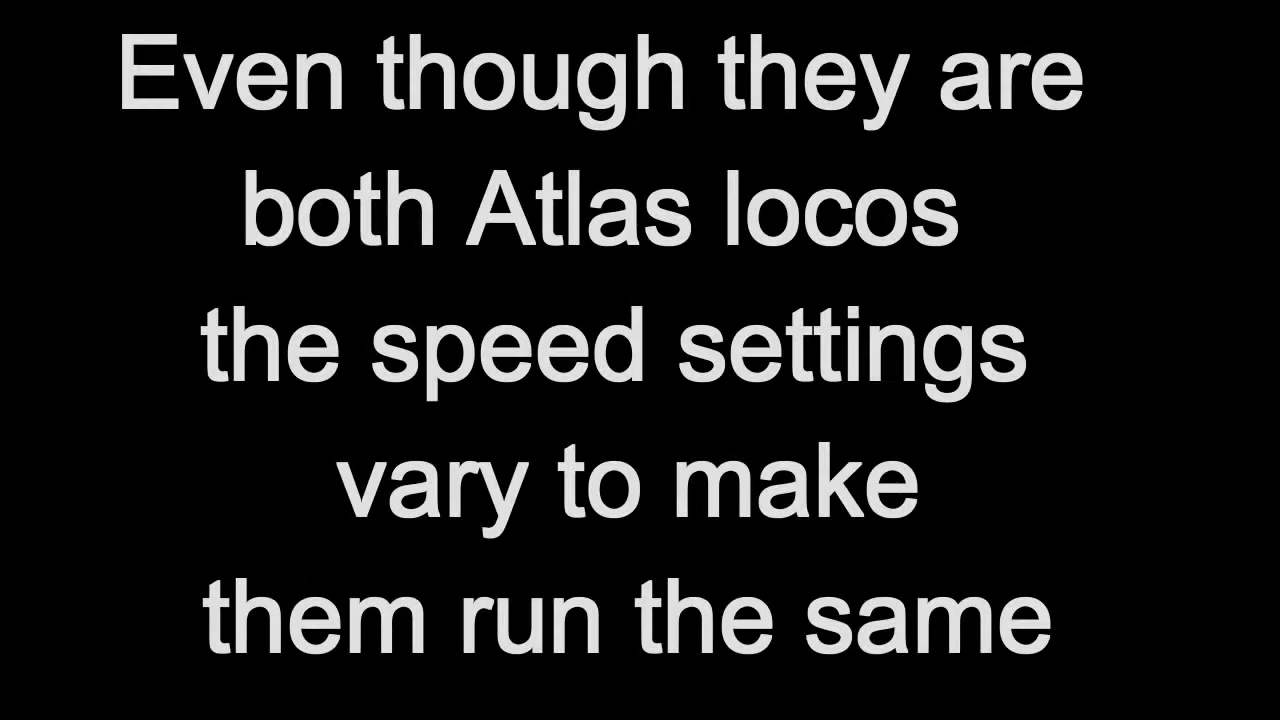 Even though they are
both Atlas locos
the speed settings
vary to make
them run the same